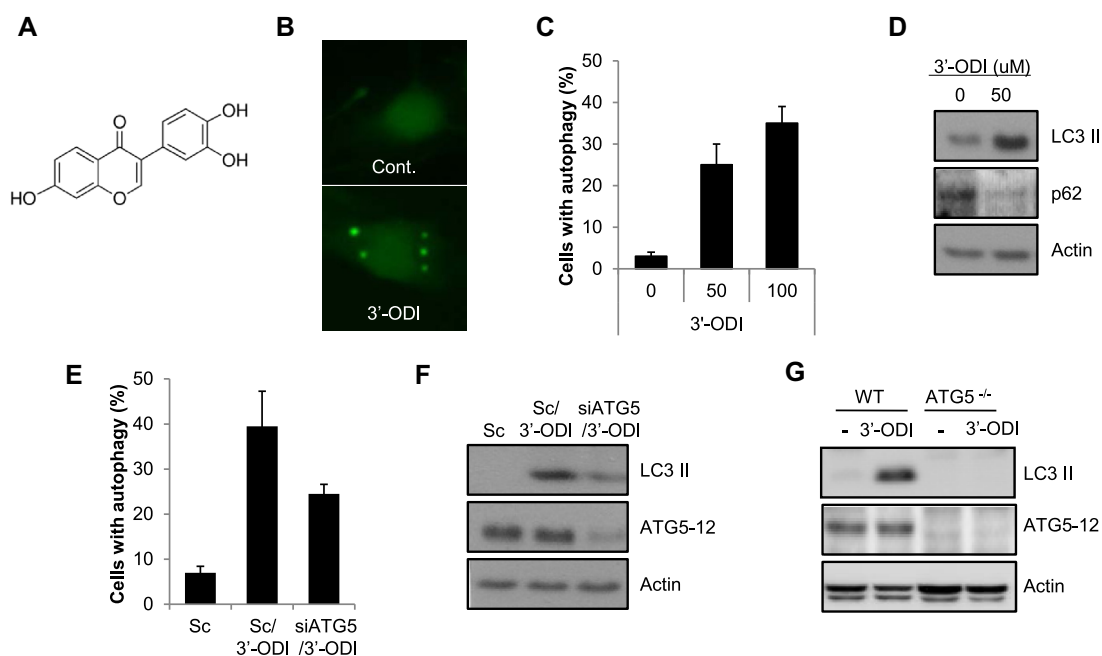 A
OH
O
OH
HO
O
B
Cont.
3'-ODI
C
Cells with autophagy (%)
50
40
30
20
10
0
0 50 100
3'-ODI
D
3'-ODI (uM)
0 50
LC3 II
p62
Actin
E
Cells with autophagy (%)
50
40
30
20
10
0
Sc Sc/ siATG5
3'-ODI /3'-ODI
F
Sc/ siATG5
Sc 3'-ODI /3'-ODI
LC3 II
ATG5-12
Actin
G
WT ATG5 -/-
- 3'-ODI - 3'-ODI
LC3 II
ATG5-12
Actin